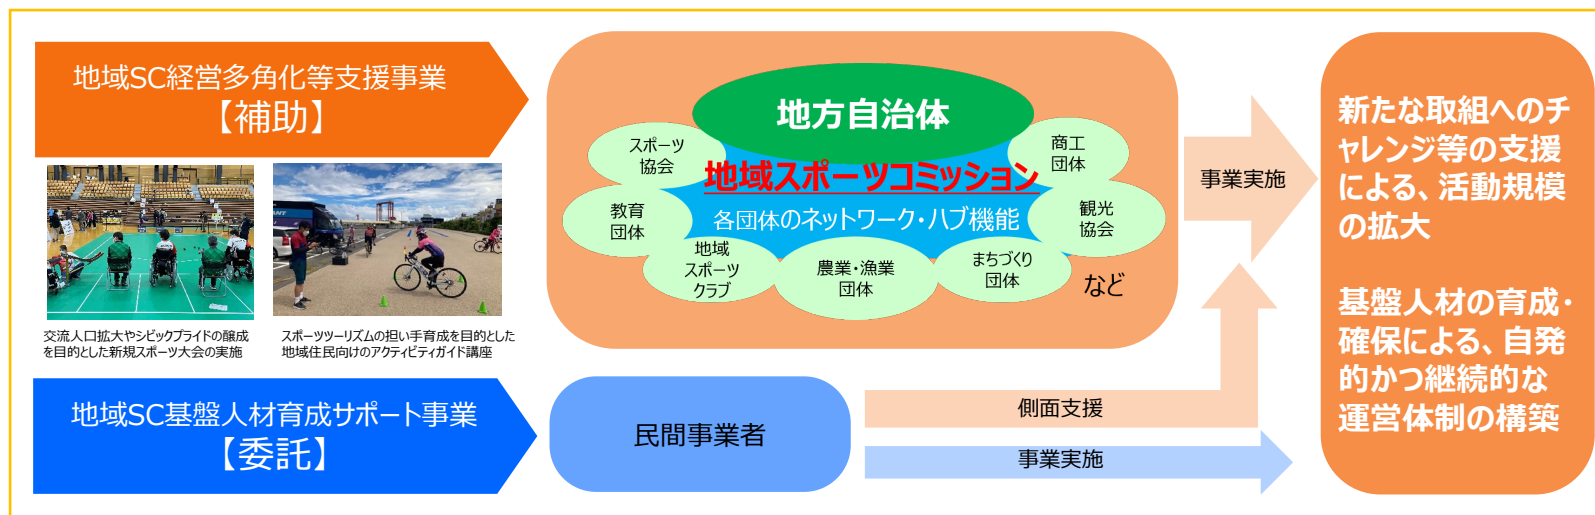 地域SC経営多角化等支援事業
【補助】
交流人口拡大やシビックプライドの醸成
を目的とした新規スポーツ大会の実施
スポーツツーリズムの担い手育成を目的とした
地域住民向けのアクティビティガイド講座
地方自治体
スポーツ
協会
商工
団体
地域スポーツコミッション
各団体のネットワーク・ハブ機能
教育
団体
観光
協会
地域
スポーツ
クラブ
農業・漁業
団体
まちづくり
団体
など
事業実施
新たな取組へのチ
ャレンジ等の支援
による、活動規模
の拡大
基盤人材の育成・
確保による、自発
的かつ継続的な
運営体制の構築
地域SC基盤人材育成サポート事業
【委託】
民間事業者
側面支援
事業実施